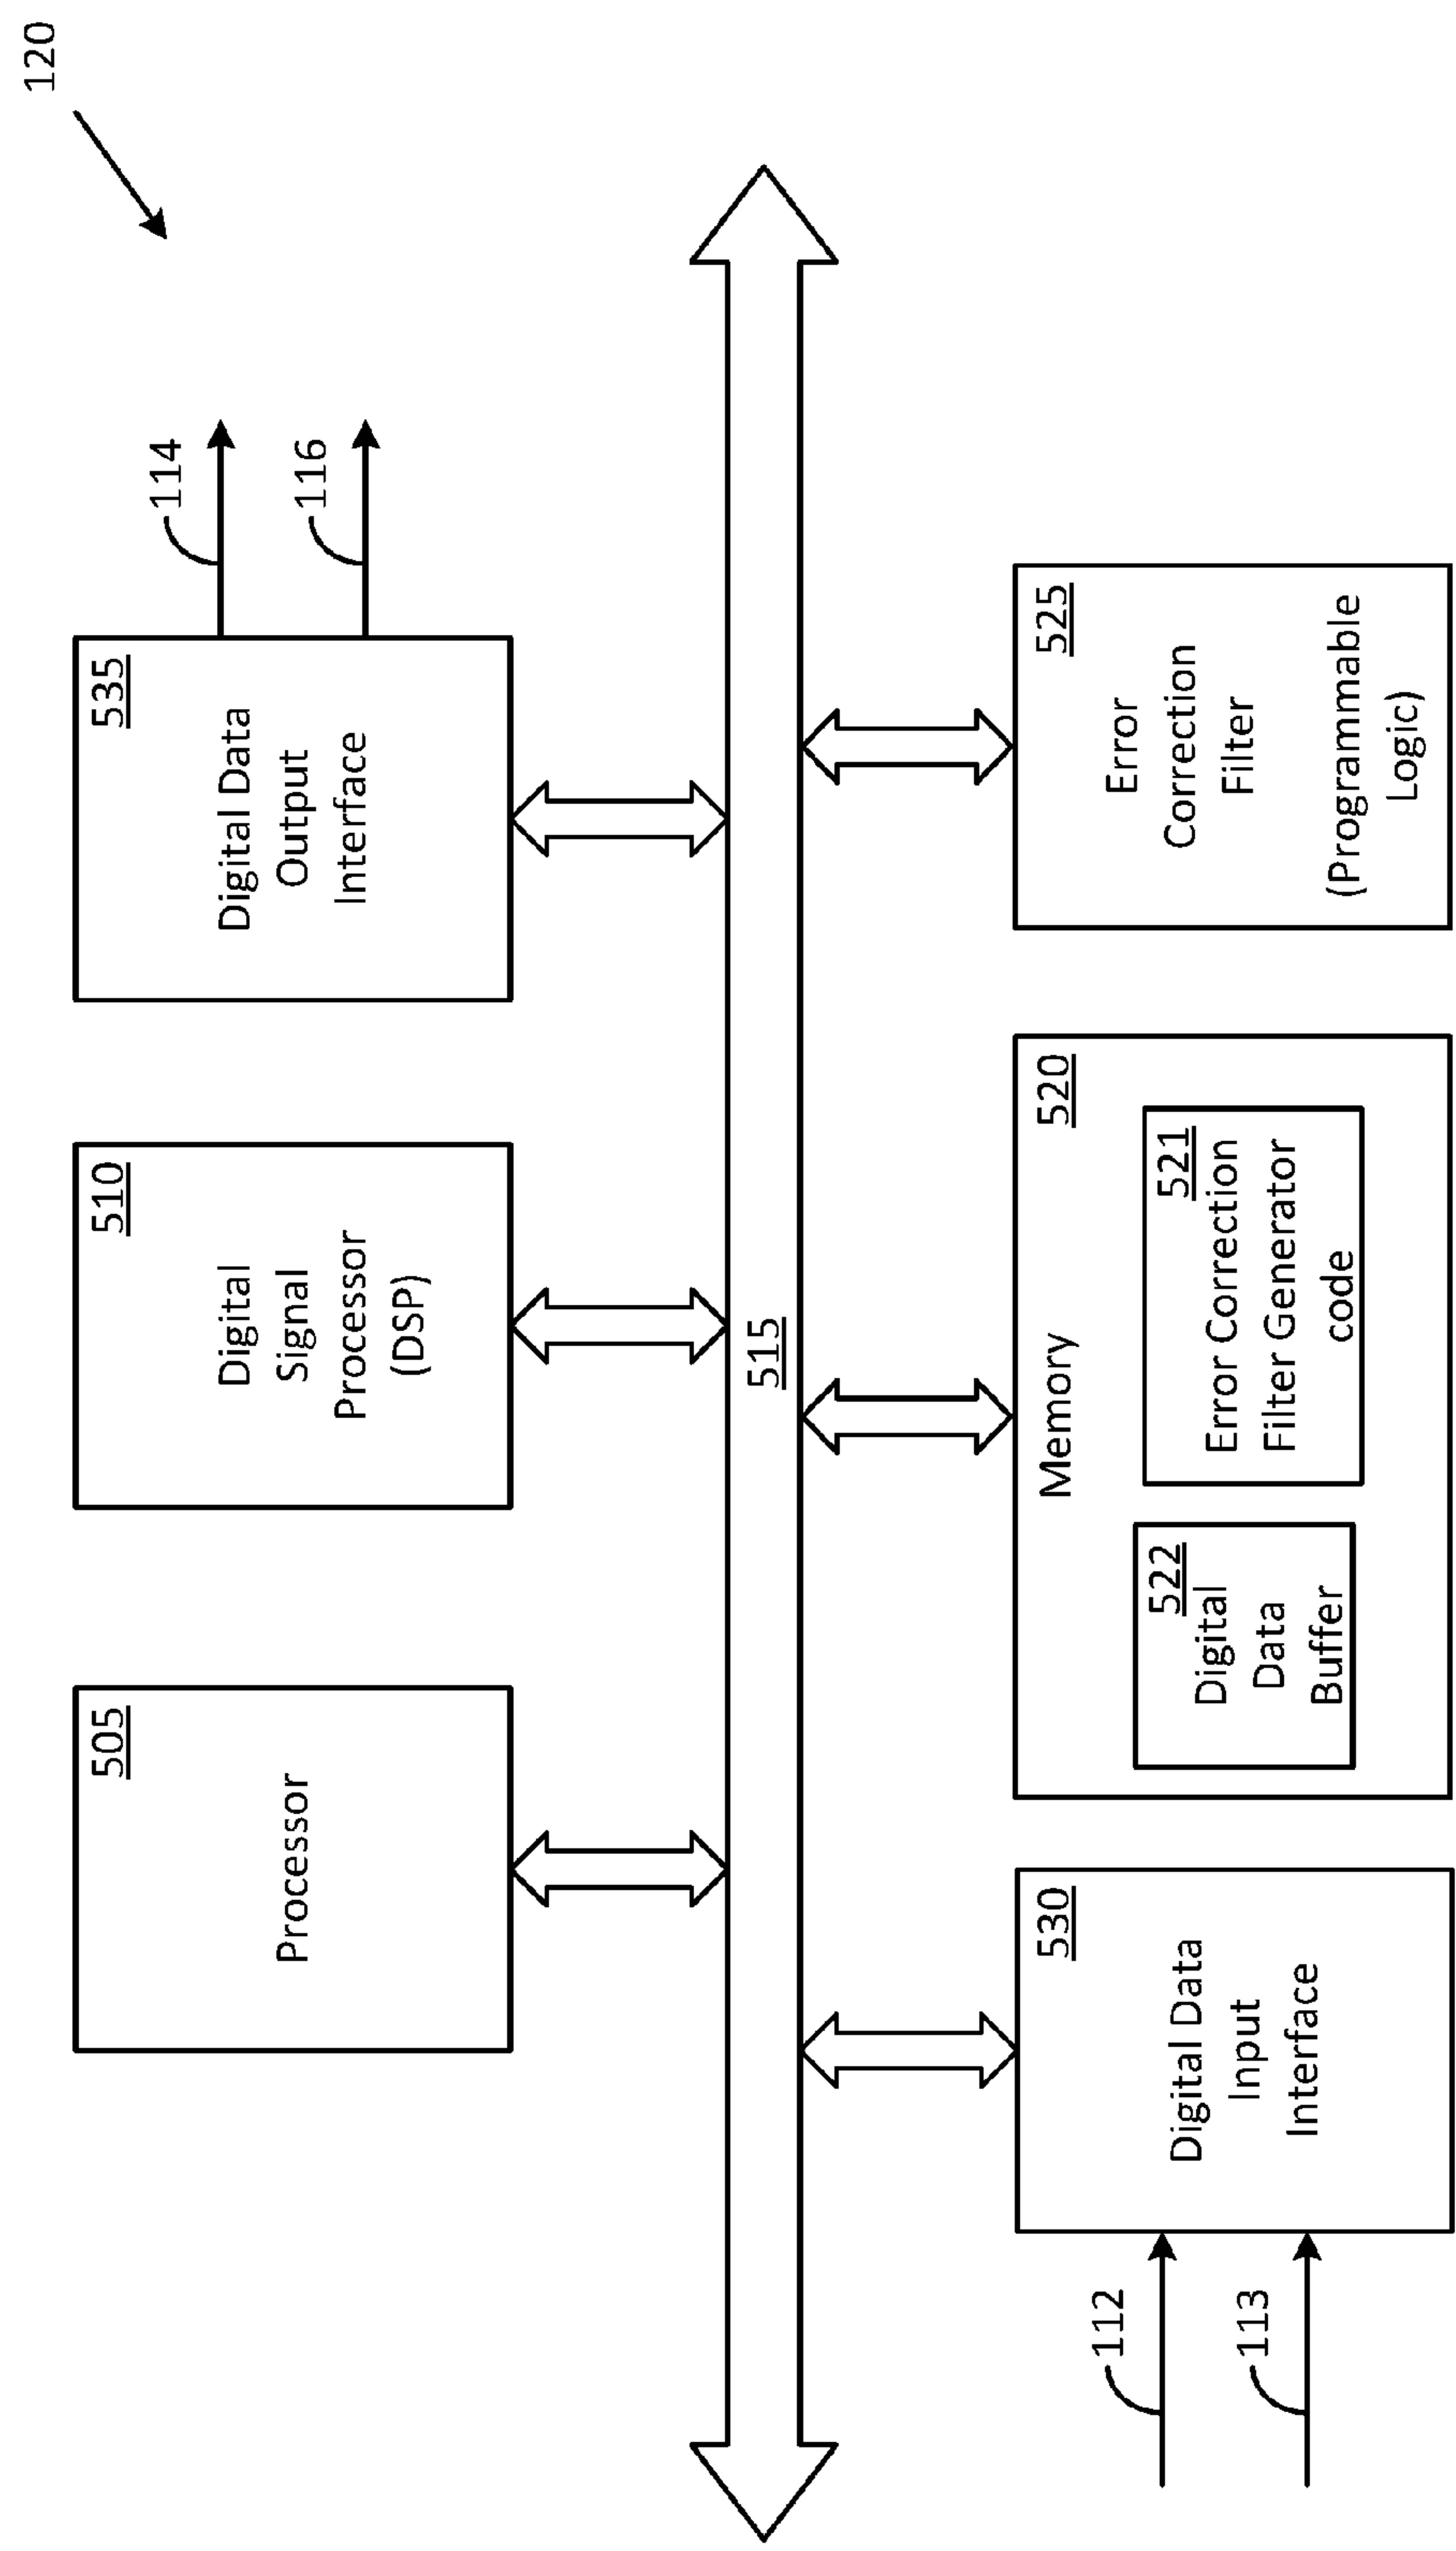 120
505
Processor
510
Digital
Signal
Processor
(DSP)
535
Digital Data
Output
Interface
114
116
515
112
113
530
Digital Data
Input
Interface
520
Memory
522
Digital
Data
Buffer
521
Error Correction
Filter Generator
code
525
Error
Correction
Filter
(Programmable
Logic)